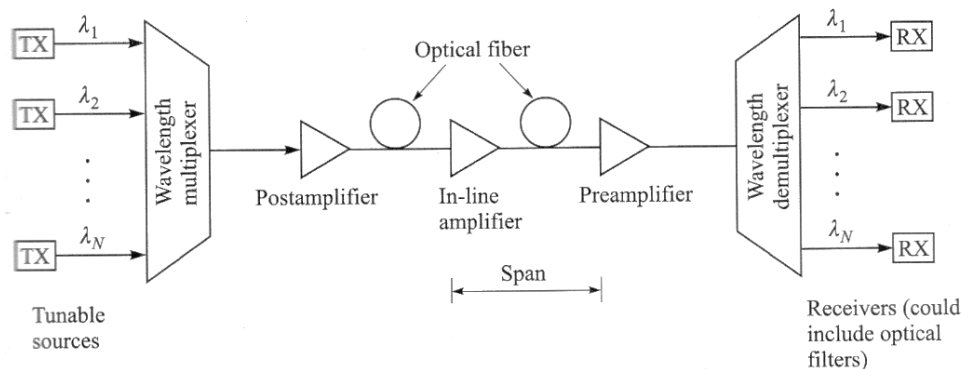 TX
λ1
TX
λ2
TX
λN
Tunable
sources
Wavelength
multiplexer
Optical fiber
Postamplifier
In-line
amplifier
Preamplifier
Span
Wavelength
demultiplexer
λ1
RX
λ2
RX
λN
RX
Receivers (could
include optical
filters)